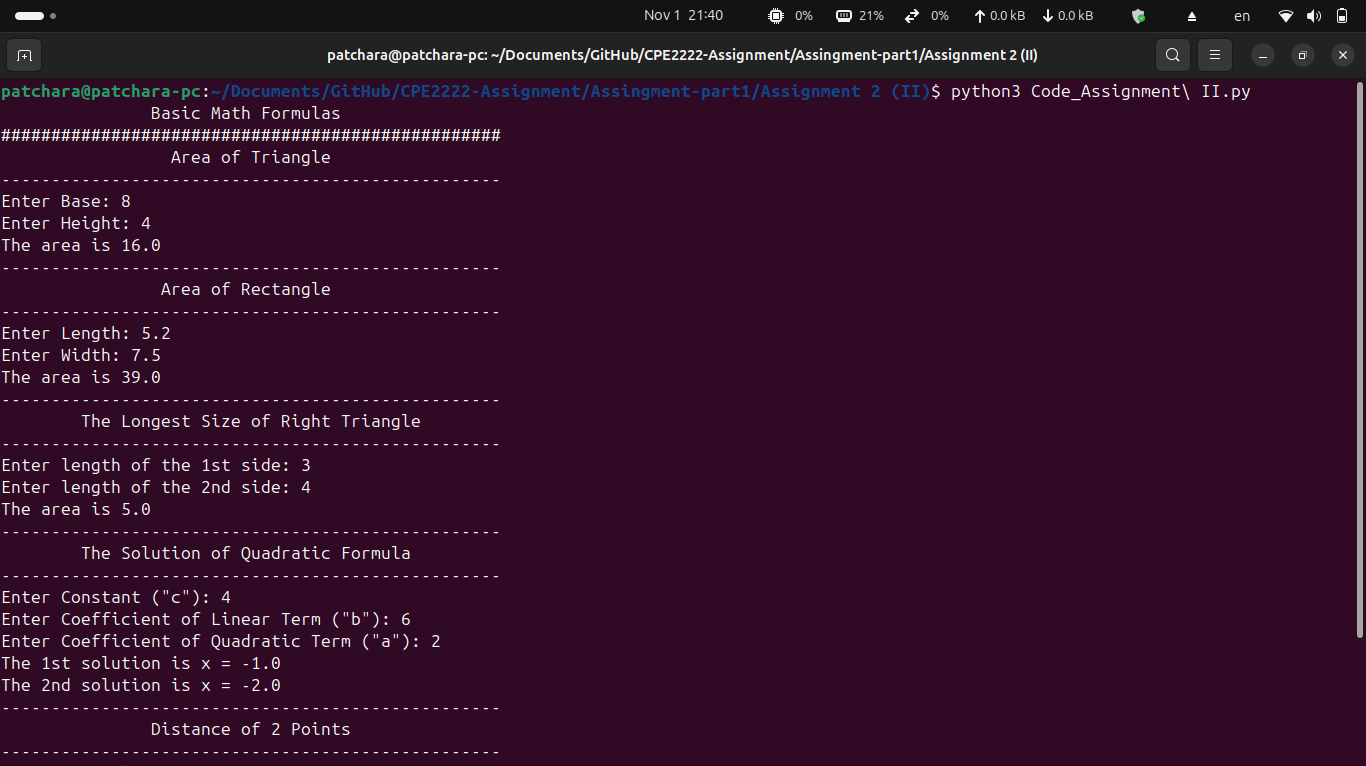 Nov 1 21:40 0% 21% 0% 0.0 kB 0.0 kB en
patchara@patchara-pc: ~/Documents/GitHub/CPE2222-Assignment/Assingment-part1/Assignment 2 (II)
patchara@patchara-pc:~/Documents/GitHub/CPE2222-Assignment/Assingment-part1/Assignment 2 (II)$ python3 Code_Assignment\ II.py
Basic Math Formulas
##################################################
Area of Triangle
--------------------------------------------------
Enter Base: 8
Enter Height: 4
The area is 16.0
--------------------------------------------------
Area of Rectangle
--------------------------------------------------
Enter Length: 5.2
Enter Width: 7.5
The area is 39.0
--------------------------------------------------
The Longest Size of Right Triangle
--------------------------------------------------
Enter length of the 1st side: 3
Enter length of the 2nd side: 4
The area is 5.0
--------------------------------------------------
The Solution of Quadratic Formula
--------------------------------------------------
Enter Constant ("c"): 4
Enter Coefficient of Linear Term ("b"): 6
Enter Coefficient of Quadratic Term ("a"): 2
The 1st solution is x = -1.0
The 2nd solution is x = -2.0
--------------------------------------------------
Distance of 2 Points
--------------------------------------------------